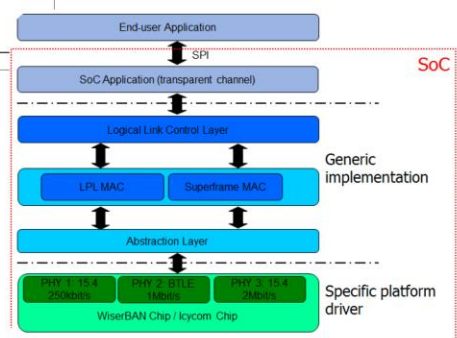 End-user Application
SPI
SoC
SoC Application (transparent channel)
Logical Link Control Layer
Generic
implementation
LPL MAC
Superframe MAC
Abstraction Layer
PHY 1: 15.4
250kbit/s
PHY 2: BTLE
1Mbit/s
PHY 3: 15.4
2Mbit/s
Specific platform
driver
WiserBAN Chip / Icycom Chip